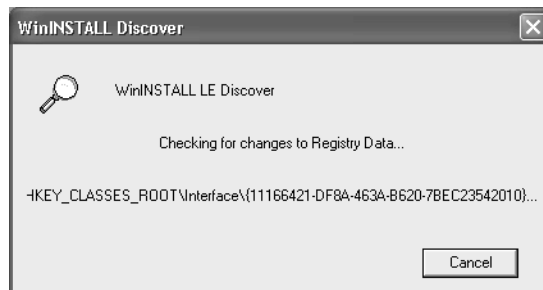 WinINSTALL Discover
WinINSTALL LE Discover
Checking for changes to Registry Data...
HKEY_CLASSES_ROOT\Interface\{11166421-DF8A-463A-B620-7BEC23542010}...
Cancel